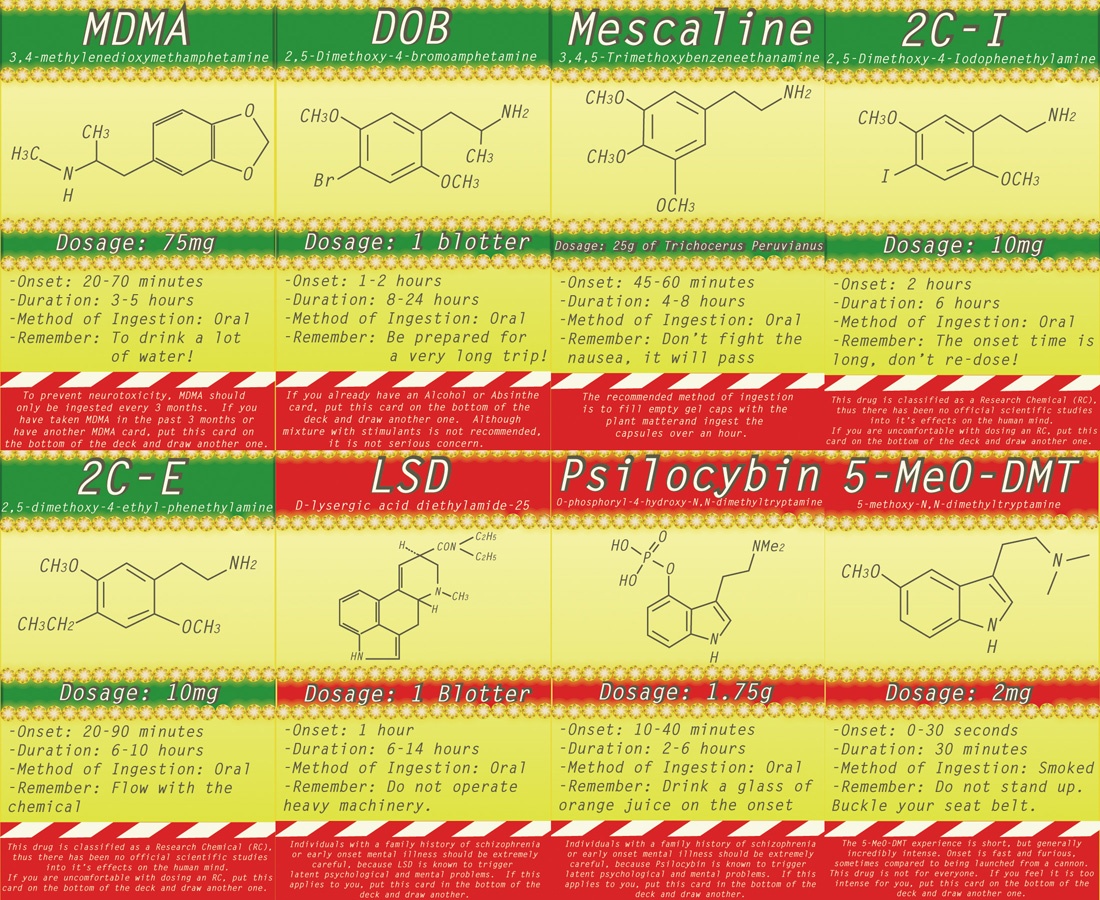 MDMA
3,4-methylenedioxymethamphetamine
CH3
H3C
N
H
O
O
Dosage: 75mg
-Onset: 20-70 minutes
-Duration: 3-5 hours
-Method of Ingestion: Oral
-Remember: To drink a lot
of water!
To prevent neurotoxicity, MDMA should
only be ingested every 3 months. If you
have taken MDMA in the past 3 months or
have another MDMA card, put this card on
the bottom of the deck and draw another one.
DOB
2,5-Dimethoxy-4-bromoamphetamine
CH3O
NH2
CH3
Br
OCH3
Dosage: 1 blotter
-Onset: 1-2 hours
-Duration: 8-24 hours
-Method of Ingestion: Oral
-Remember: Be prepared for
a very long trip!
If you already have an Alcohol or Absinthe
card, put this card on the bottom of the
deck and draw another one. Although
mixture with stimulants is not recommended,
it is not serious concern.
Mescaline
3,4,5-Trimethoxybenzeneethanamine
CH3O
NH2
CH3O
OCH3
Dosage: 25g of Trichocerus Peruvianus
-Onset: 45-60 minutes
-Duration: 4-8 hours
-Method of Ingestion: Oral
-Remember: Don't fight the
nausea, it will pass
The recommended method of ingestion
is to fill empty gel caps with the
plant matterand ingest the
capsules over an hour.
2C-I
2,5-Dimethoxy-4-Iodophenethylamine
CH3O
NH2
I
OCH3
Dosage: 10mg
-Onset: 2 hours
-Duration: 6 hours
-Method of Ingestion: Oral
-Remember: The onset time is
long, don't re-dose!
This drug is classified as a Research Chemical (RC),
thus there has been no official scientific studies
into it's effects on the human mind.
If you are uncomfortable with dosing an RC, put this
card on the bottom of the deck and draw another one.
2C-E
2,5-dimethoxy-4-ethyl-phenethylamine
CH3O
NH2
CH3CH2
OCH3
Dosage: 10mg
-Onset: 20-90 minutes
-Duration: 6-10 hours
-Method of Ingestion: Oral
-Remember: Flow with the
chemical
This drug is classified as a Research Chemical (RC),
thus there has been no official scientific studies
into it's effects on the human mind.
If you are uncomfortable with dosing an RC, put this
card on the bottom of the deck and draw another one.
LSD
D-lysergic acid diethylamide-25
H
CON
C2H5
C2H5
N
CH3
H
HN
Dosage: 1 Blotter
-Onset: 1 hour
-Duration: 6-14 hours
-Method of Ingestion: Oral
-Remember: Do not operate
heavy machinery.
Individuals with a family history of schizophrenia
or early onset mental illness should be extremely
careful, because LSD is known to trigger
latent psychological and mental problems. If this
applies to you, put this card in the bottom of the
deck and draw another.
Psilocybin
O-phosphoryl-4-hydroxy-N,N-dimethyltryptamine
HO
O
P
HO
O
NMe2
N
H
Dosage: 1.75g
-Onset: 10-40 minutes
-Duration: 2-6 hours
-Method of Ingestion: Oral
-Remember: Drink a glass of
orange juice on the onset
Individuals with a family history of schizophrenia
or early onset mental illness should be extremely
careful, because Psilocybin is known to trigger
latent psychological and mental problems. If this
applies to you, put this card in the bottom of the
deck and draw another.
5-MeO-DMT
5-methoxy-N,N-dimethyltryptamine
CH3O
N
N
H
Dosage: 2mg
-Onset: 0-30 seconds
-Duration: 30 minutes
-Method of Ingestion: Smoked
-Remember: Do not stand up.
Buckle your seat belt.
The 5-MeO-DMT experience is short, but generally
incredibly intense. Onset is fast and furious,
sometimes compared to being launched from a cannon.
This drug is not for everyone. If you feel it is too
intense for you, put this card on the bottom of the
deck and draw another one.